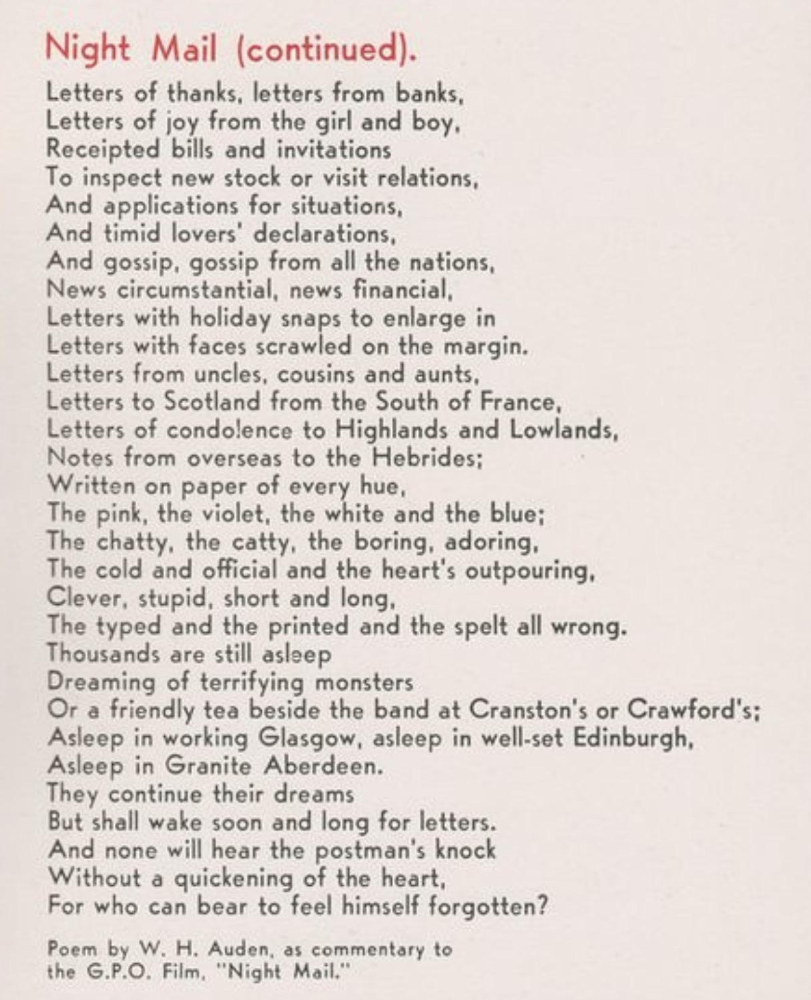 Night Mail (continued).
Letters of thanks, letters from banks,
Letters of joy from the girl and boy,
Receipted bills and invitations
To inspect new stock or visit relations,
And applications for situations,
And timid lovers' declarations,
And gossip, gossip from all the nations,
News circumstantial, news financial,
Letters with holiday snaps to enlarge in
Letters with faces scrawled on the margin.
Letters from uncles, cousins and aunts,
Letters to Scotland from the South of France,
Letters of condolence to Highlands and Lowlands,
Notes from overseas to the Hebrides;
Written on paper of every hue,
The pink, the violet, the white and the blue;
The chatty, the catty, the boring, adoring,
The cold and official and the heart's outpouring,
Clever, stupid, short and long,
The typed and the printed and the spelt all wrong.
Thousands are still asleep
Dreaming of terrifying monsters
Or a friendly tea beside the band at Cranston's or Crawford's;
Asleep in working Glasgow, asleep in well-set Edinburgh,
Asleep in Granite Aberdeen.
They continue their dreams
But shall wake soon and long for letters.
And none will hear the postman's knock
Without a quickening of the heart,
For who can bear to feel himself forgotten?
Poem by W. H. Auden, as commentary to
the G.P.O. Film, "Night Mail."